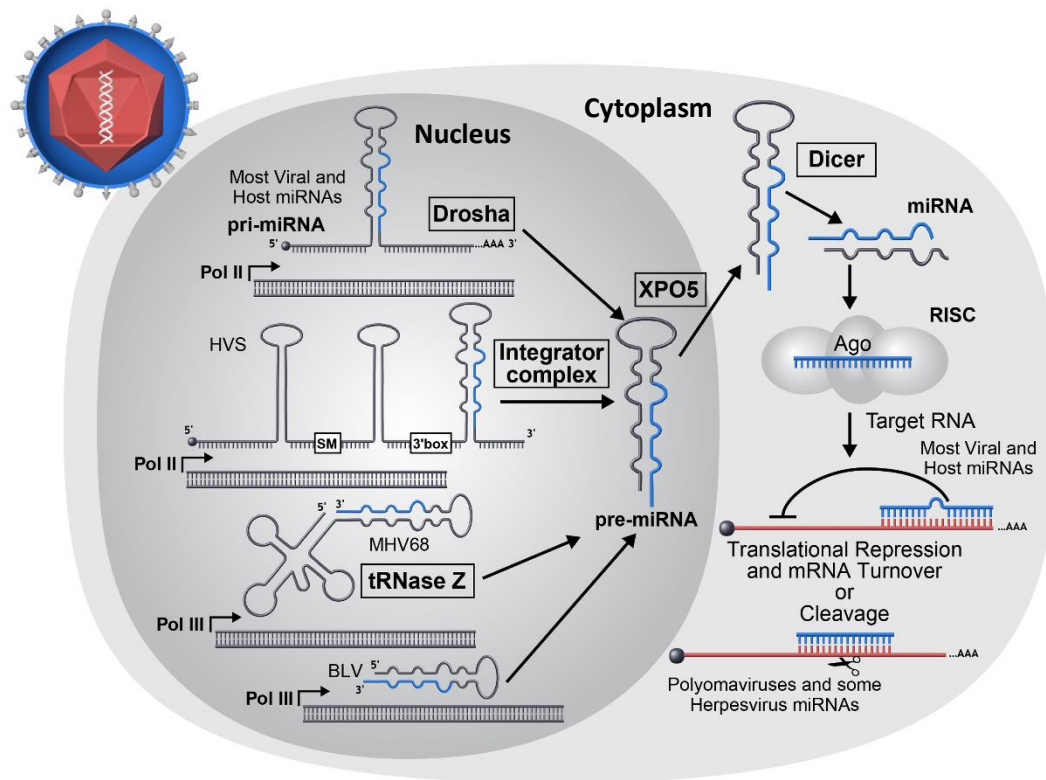 Nucleus
Most Viral and
Host miRNAs
pri-miRNA
5'
...AAA 3'
Pol II
Drosha
HVS
5'
SM
3'box
3'
Pol II
Integrator
complex
5'
3'
MHV68
tRNase Z
Pol III
BLV
5'
3'
Pol III
XPO5
pre-miRNA
Cytoplasm
Dicer
miRNA
RISC
Ago
Target RNA
Most Viral and
Host miRNAs
...AAA
Translational Repression
and mRNA Turnover
or
Cleavage
...AAA
Polyomaviruses and some
Herpesvirus miRNAs